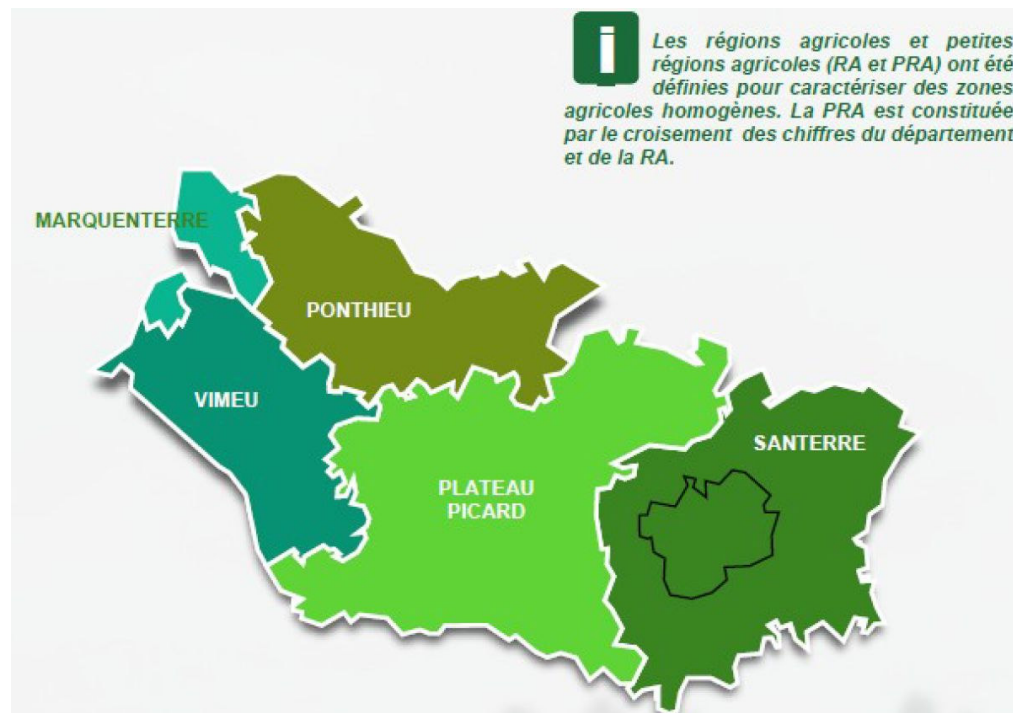 i
Les régions agricoles et petites
régions agricoles (RA et PRA) ont été
définies pour caractériser des zones
agricoles homogènes. La PRA est constituée
par le croisement des chiffres du département
et de la RA.
MARQUENTERRE
PONTHIEU
VIMEU
SANTERRE
PLATEAU
PICARD